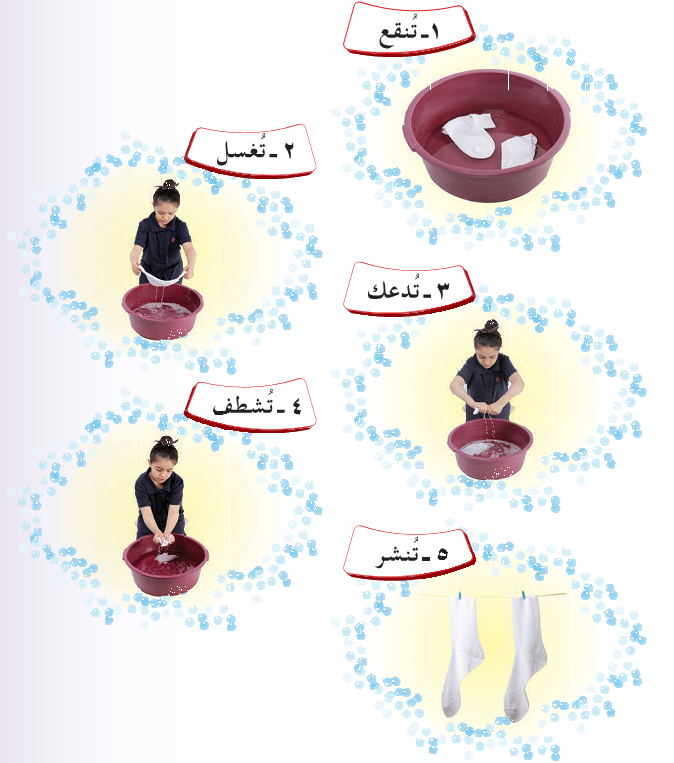 ١ـ تُنقع
٢ ـ تُغسل
٣ ـ تُدعك
٤ ـ تُشطف
٥ ـ تُنشر